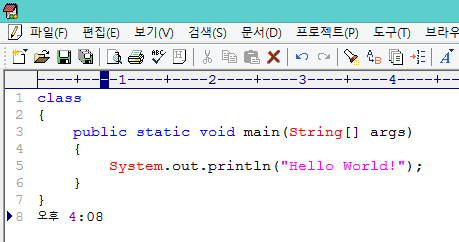 파일(F) 편집(E) 보기(V) 검색(S) 문서(D) 프로젝트(P) 도구(T) 브라우
ABC H A
----+----1----+----2----+----3----+----4----+--
1 class
2 {
3     public static void main(String[] args)
4     {
5         System.out.println("Hello World!");
6     }
7 }
8 오후 4:08